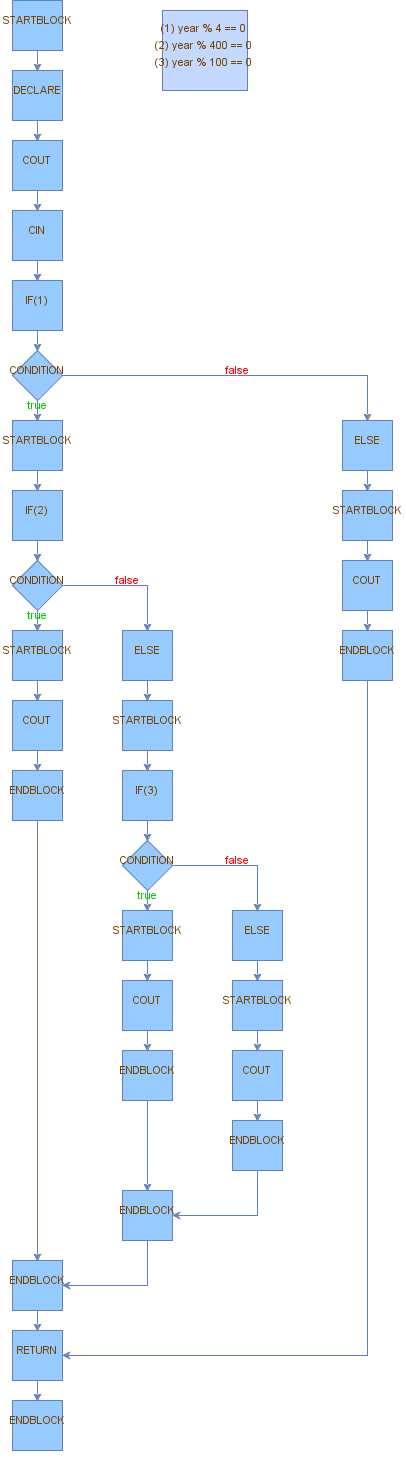 STARTBLOCK
(1) year % 4 == 0
(2) year % 400 == 0
(3) year % 100 == 0
DECLARE
COUT
CIN
IF(1)
CONDITION
false
true
STARTBLOCK
ELSE
IF(2)
STARTBLOCK
CONDITION
false
COUT
true
STARTBLOCK
ELSE
ENDBLOCK
COUT
STARTBLOCK
ENDBLOCK
IF(3)
CONDITION
false
true
STARTBLOCK
ELSE
COUT
STARTBLOCK
ENDBLOCK
COUT
ENDBLOCK
ENDBLOCK
ENDBLOCK
RETURN
ENDBLOCK